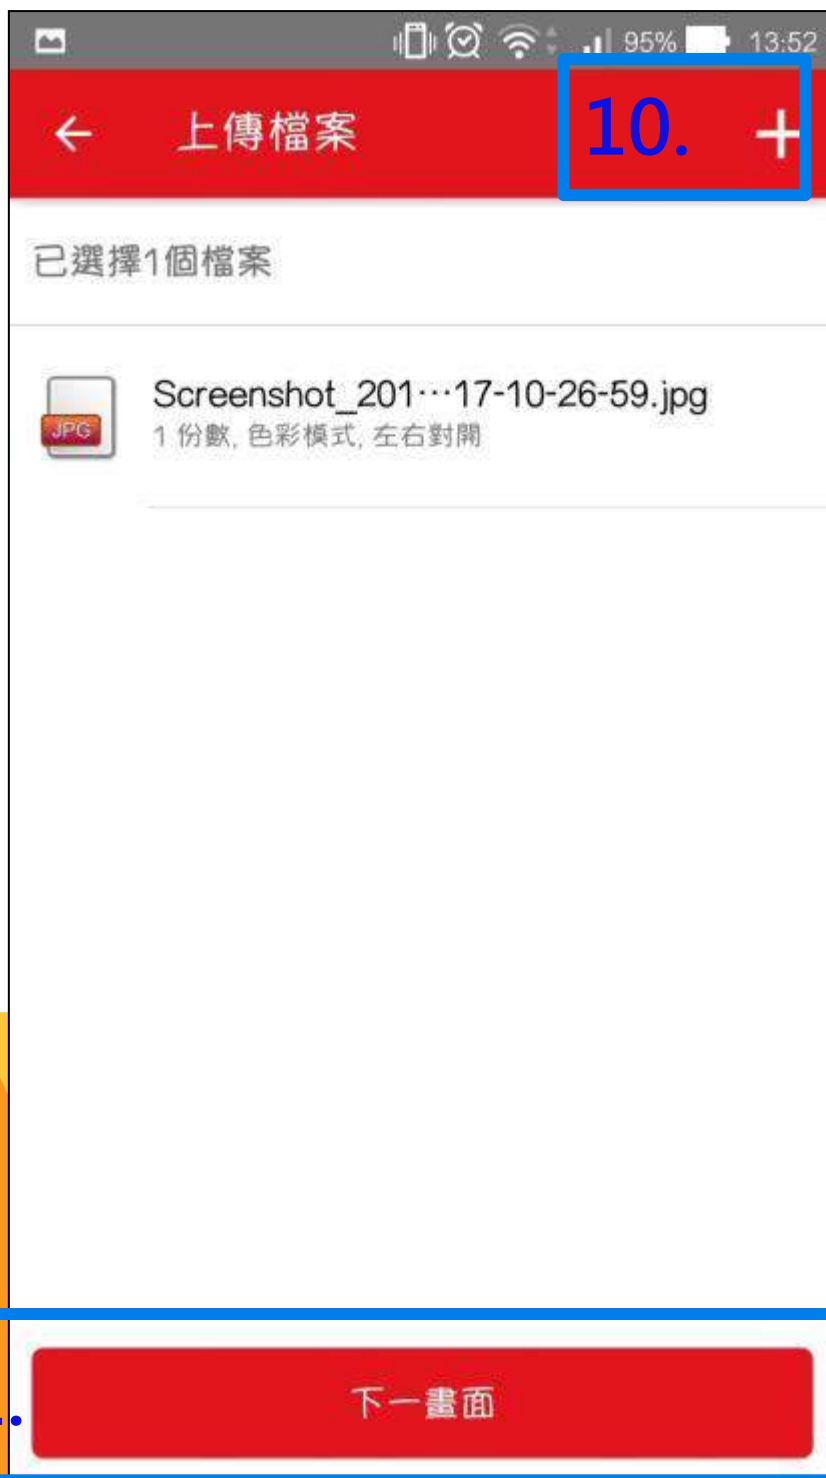 95% 13:52
上傳檔案 10. +
已選擇1個檔案
Screenshot_201…17-10-26-59.jpg
JPG
1 份數, 色彩模式, 左右對開
下一畫面